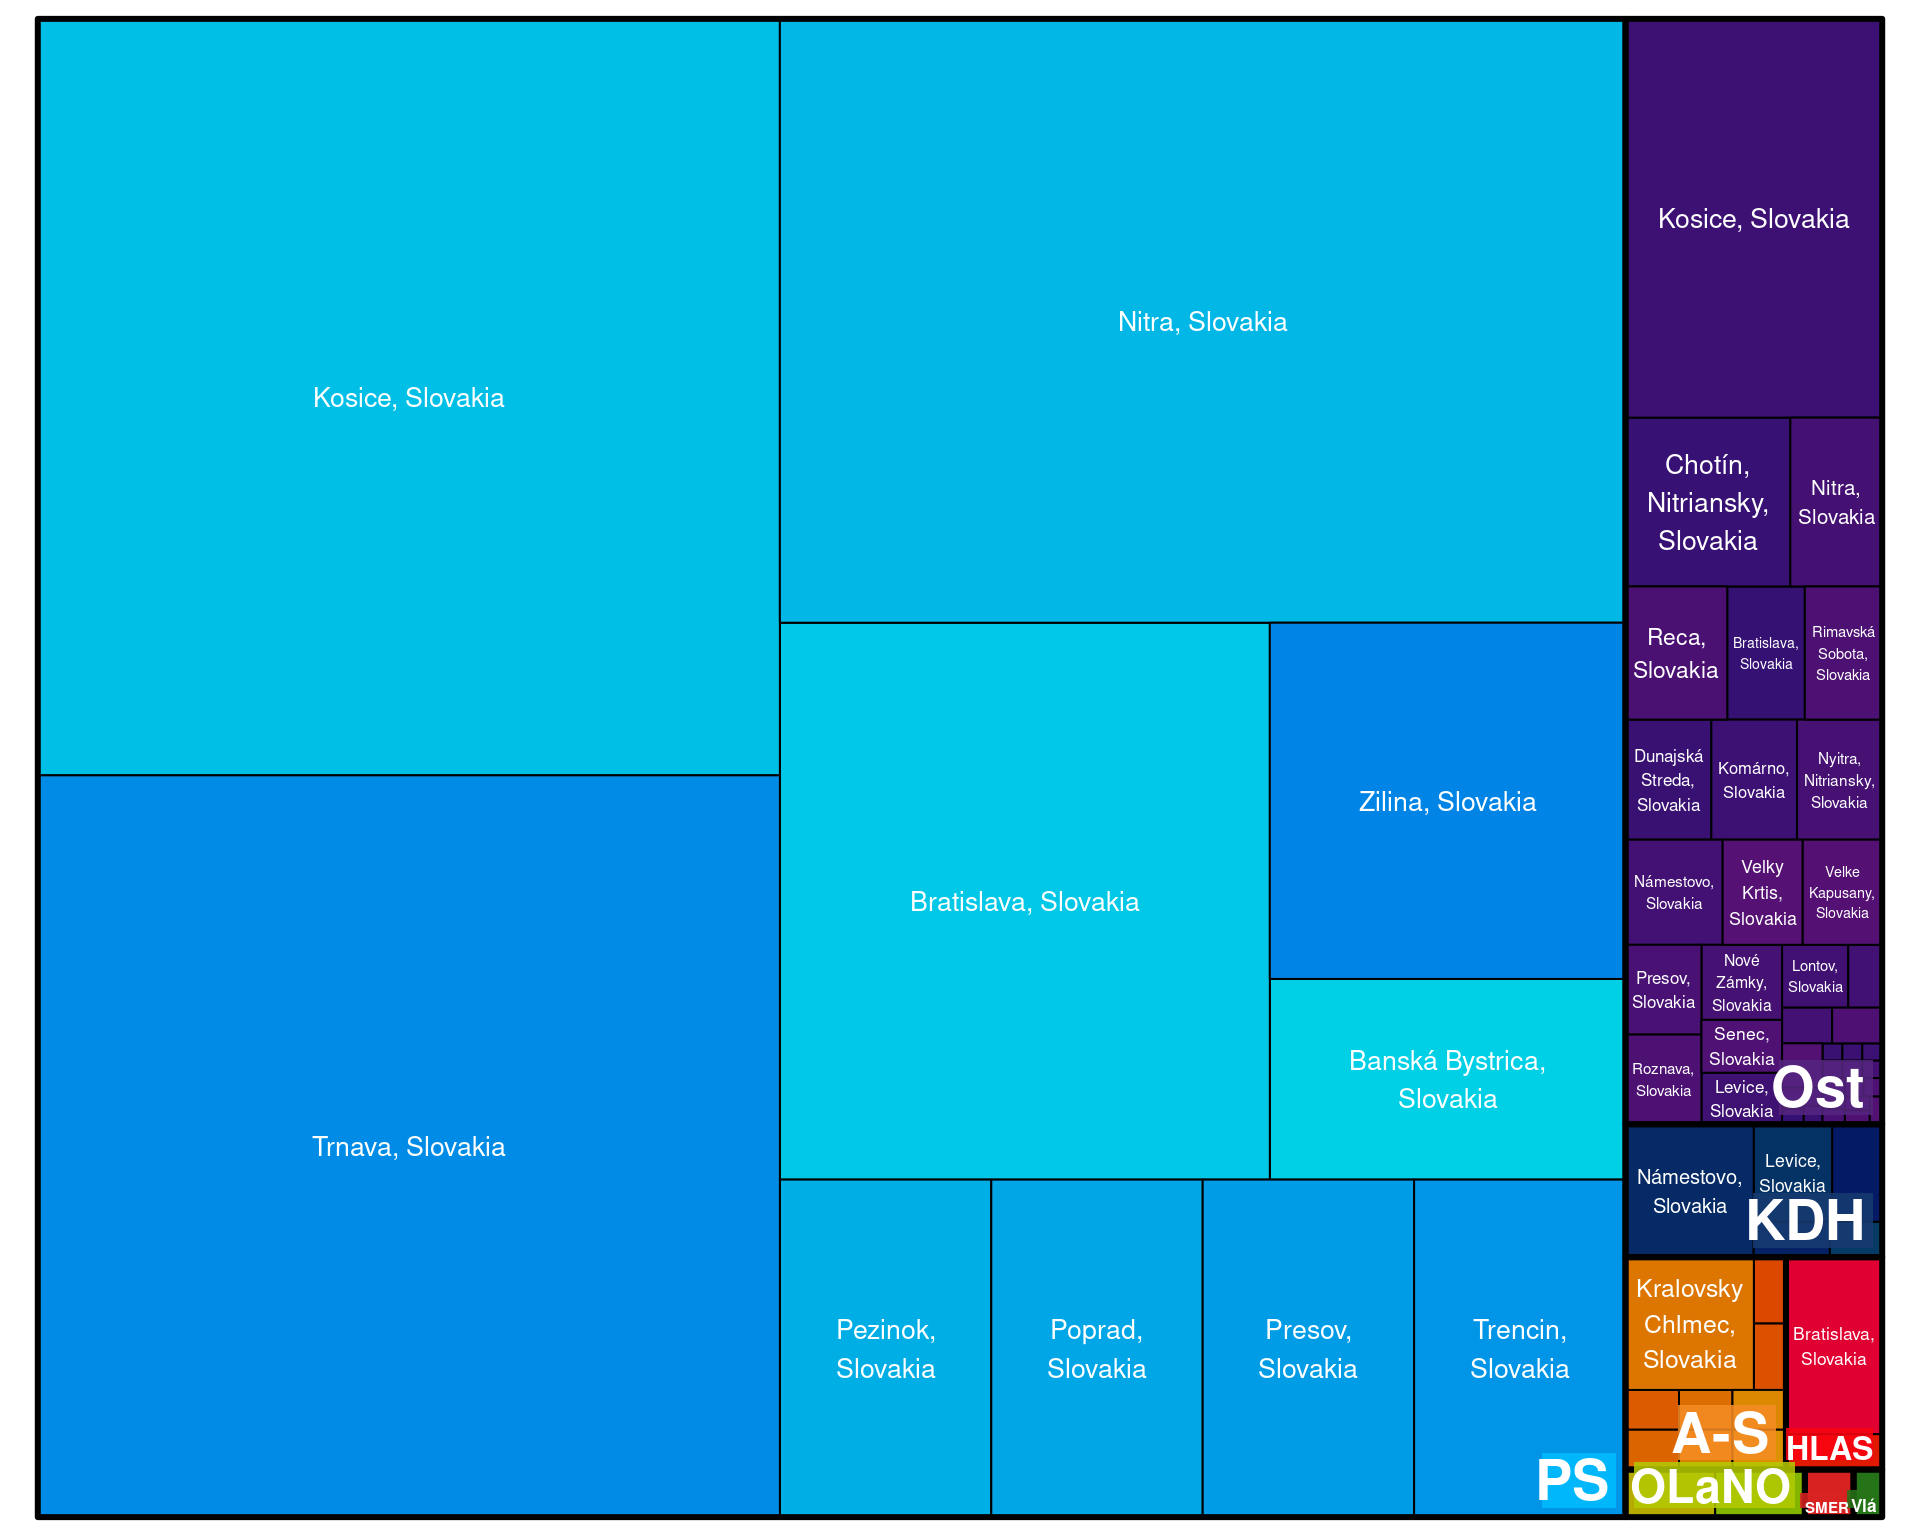 Kosice, Slovakia
Trnava, Slovakia
Nitra, Slovakia
Bratislava, Slovakia
Zilina, Slovakia
Banská Bystrica,
Slovakia
Pezinok,
Slovakia
Poprad,
Slovakia
Presov,
Slovakia
Trencin,
Slovakia
PS
Kosice, Slovakia
Chotín,
Nitriansky,
Slovakia
Nitra,
Slovakia
Reca,
Slovakia
Bratislava,
Slovakia
Rimavská
Sobota,
Slovakia
Dunajská
Streda,
Slovakia
Komárno,
Slovakia
Nyitra,
Nitriansky,
Slovakia
Námestovo,
Slovakia
Velky
Krtis,
Slovakia
Velke
Kapusany,
Slovakia
Presov,
Slovakia
Roznava,
Slovakia
Nové
Zámky,
Slovakia
Senec,
Slovakia
Levice,
Slovakia
Lontov,
Slovakia
Ost
Námestovo,
Slovakia
Levice,
Slovakia
KDH
Kralovsky
Chlmec,
Slovakia
A-S
Bratislava,
Slovakia
HLAS
OLaNO
SMER
Vlá